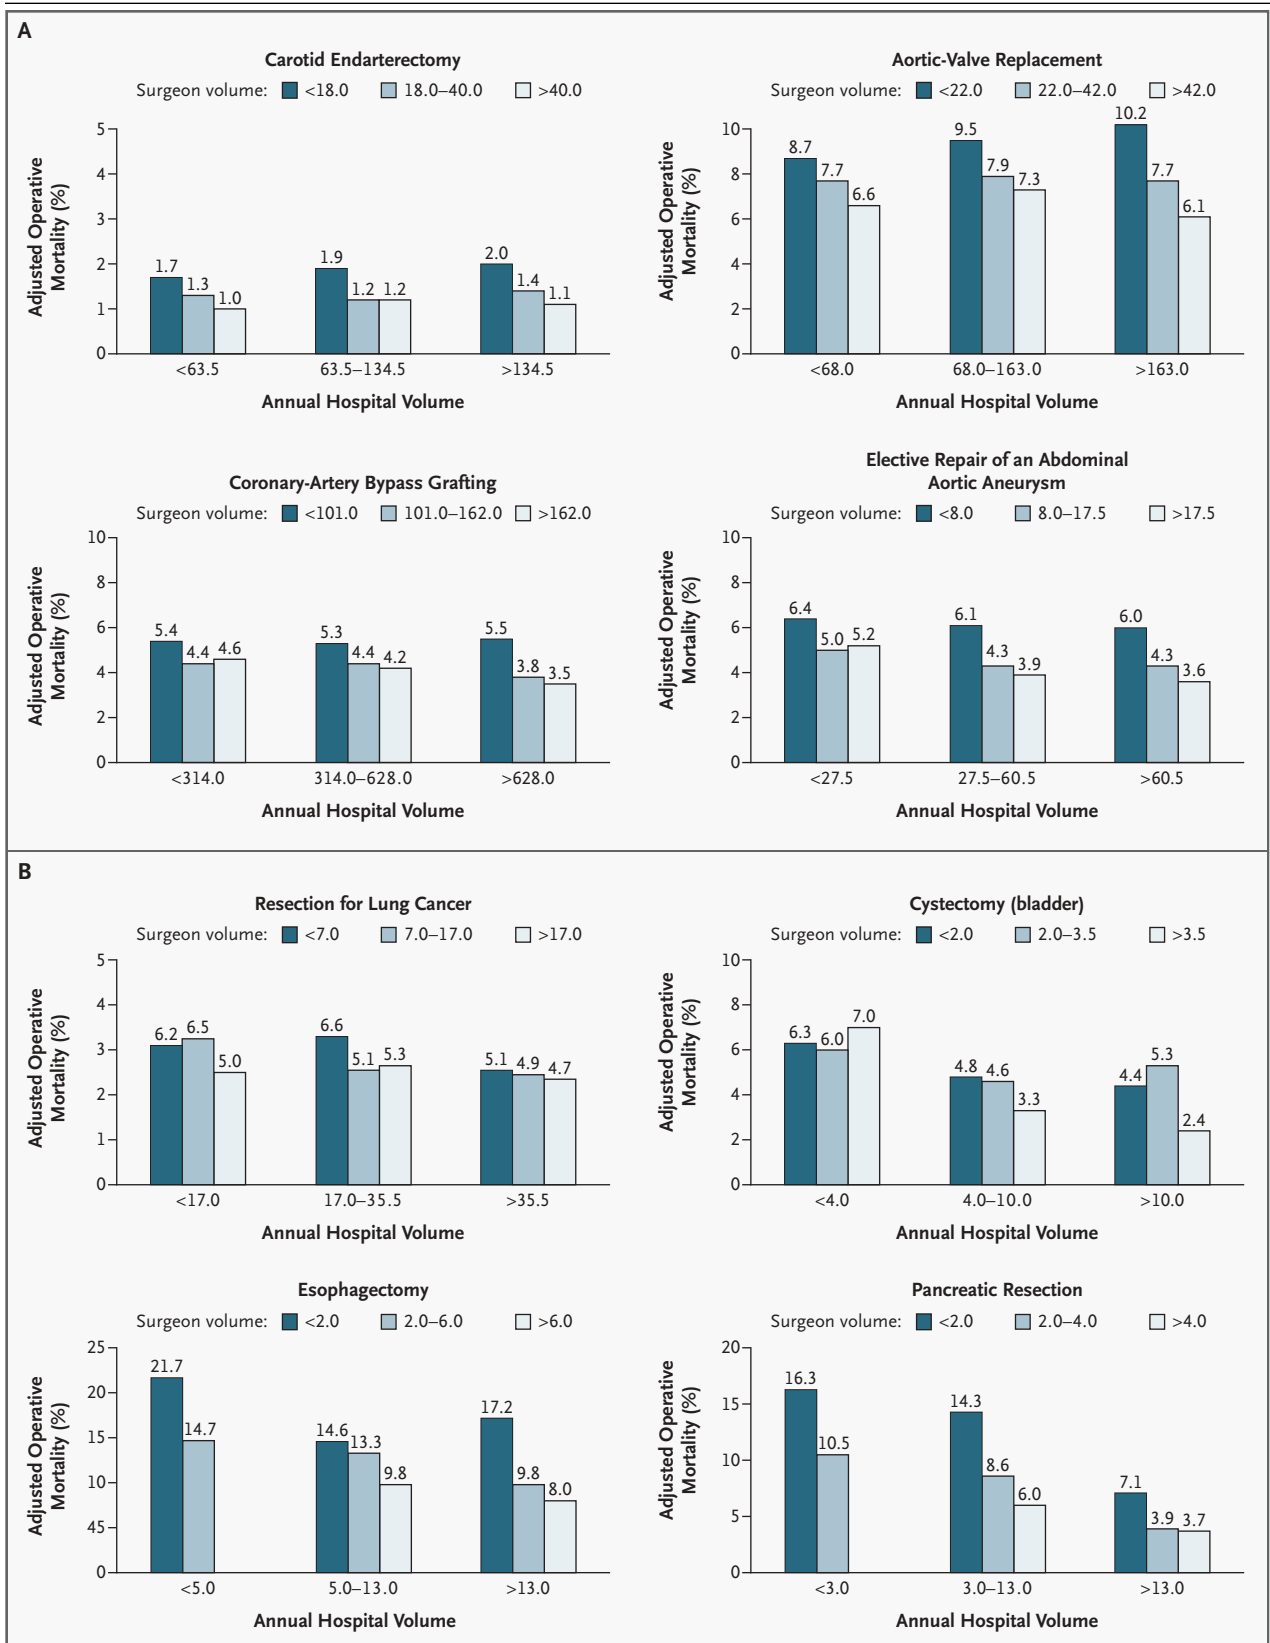 A
Carotid Endarterectomy
Surgeon volume: <18.0 18.0–40.0 >40.0
Adjusted Operative
Mortality (%)
5
4
3
2
1
0
1.7 1.3 1.0
1.9 1.2 1.2
2.0 1.4 1.1
<63.5 63.5–134.5 >134.5
Annual Hospital Volume
Aortic-Valve Replacement
Surgeon volume: <22.0 22.0–42.0 >42.0
Adjusted Operative
Mortality (%)
10
8
6
4
2
0
8.7 7.7 6.6
9.5 7.9 7.3
10.2 7.7 6.1
<68.0 68.0–163.0 >163.0
Annual Hospital Volume
Coronary-Artery Bypass Grafting
Surgeon volume: <101.0 101.0–162.0 >162.0
Adjusted Operative
Mortality (%)
10
8
6
4
2
0
5.4 4.4 4.6
5.3 4.4 4.2
5.5 3.8 3.5
<314.0 314.0–628.0 >628.0
Annual Hospital Volume
Elective Repair of an Abdominal
Aortic Aneurysm
Surgeon volume: <8.0 8.0–17.5 >17.5
Adjusted Operative
Mortality (%)
10
8
6
4
2
0
6.4 5.0 5.2
6.1 4.3 3.9
6.0 4.3 3.6
<27.5 27.5–60.5 >60.5
Annual Hospital Volume
B
Resection for Lung Cancer
Surgeon volume: <7.0 7.0–17.0 >17.0
Adjusted Operative
Mortality (%)
5
4
3
2
1
0
6.2 6.5 5.0
6.6 5.1 5.3
5.1 4.9 4.7
<17.0 17.0–35.5 >35.5
Annual Hospital Volume
Cystectomy (bladder)
Surgeon volume: <2.0 2.0–3.5 >3.5
Adjusted Operative
Mortality (%)
10
8
6
4
2
0
6.3 6.0 7.0
4.8 4.6 3.3
4.4 5.3 2.4
<4.0 4.0–10.0 >10.0
Annual Hospital Volume
Esophagectomy
Surgeon volume: <2.0 2.0–6.0 >6.0
Adjusted Operative
Mortality (%)
25
20
15
10
45
0
21.7 14.7
14.6 13.3 9.8
17.2 9.8 8.0
<5.0 5.0–13.0 >13.0
Annual Hospital Volume
Pancreatic Resection
Surgeon volume: <2.0 2.0–4.0 >4.0
Adjusted Operative
Mortality (%)
20
15
10
5
0
16.3 10.5
14.3 8.6 6.0
7.1 3.9 3.7
<3.0 3.0–13.0 >13.0
Annual Hospital Volume